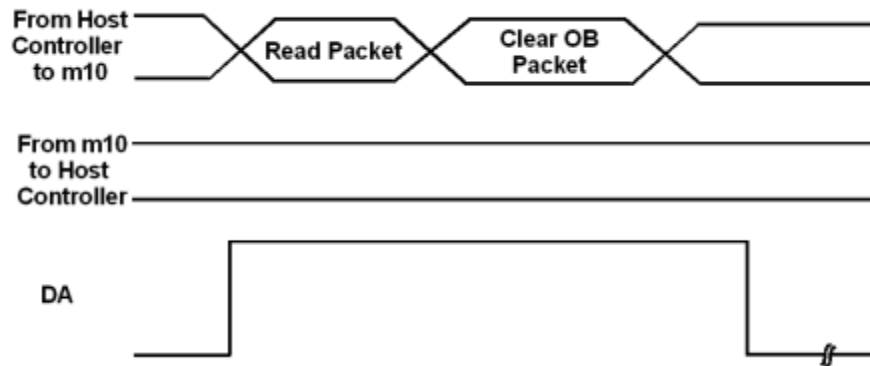 From Host
Controller
to m10
Read Packet
Clear OB
Packet
From m10
to Host
Controller
DA